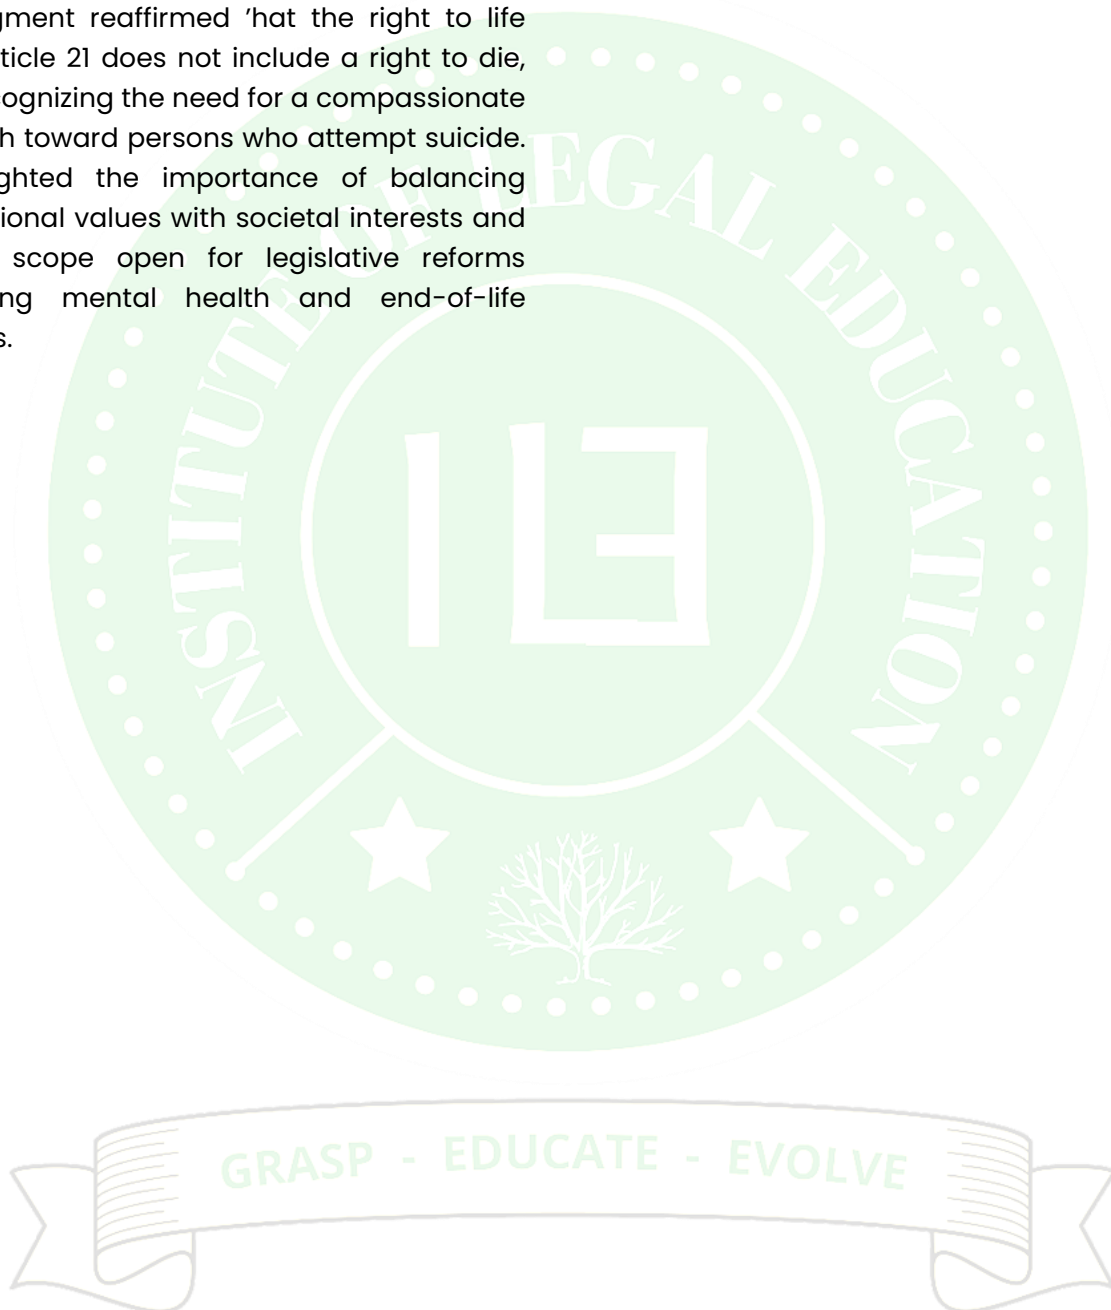 gment reaffirmed ’hat the right to life
ticle 21 does not include a right to die,
ognizing the need for a compassionate
h toward persons who attempt suicide.
ghted the importance of balancing
ional values with societal interests and
scope open for legislative reforms
ng mental health and end-of-life
s.
INSTITUTE OF LEGAL EDUCATION
ILE
GRASP - EDUCATE - EVOLVE